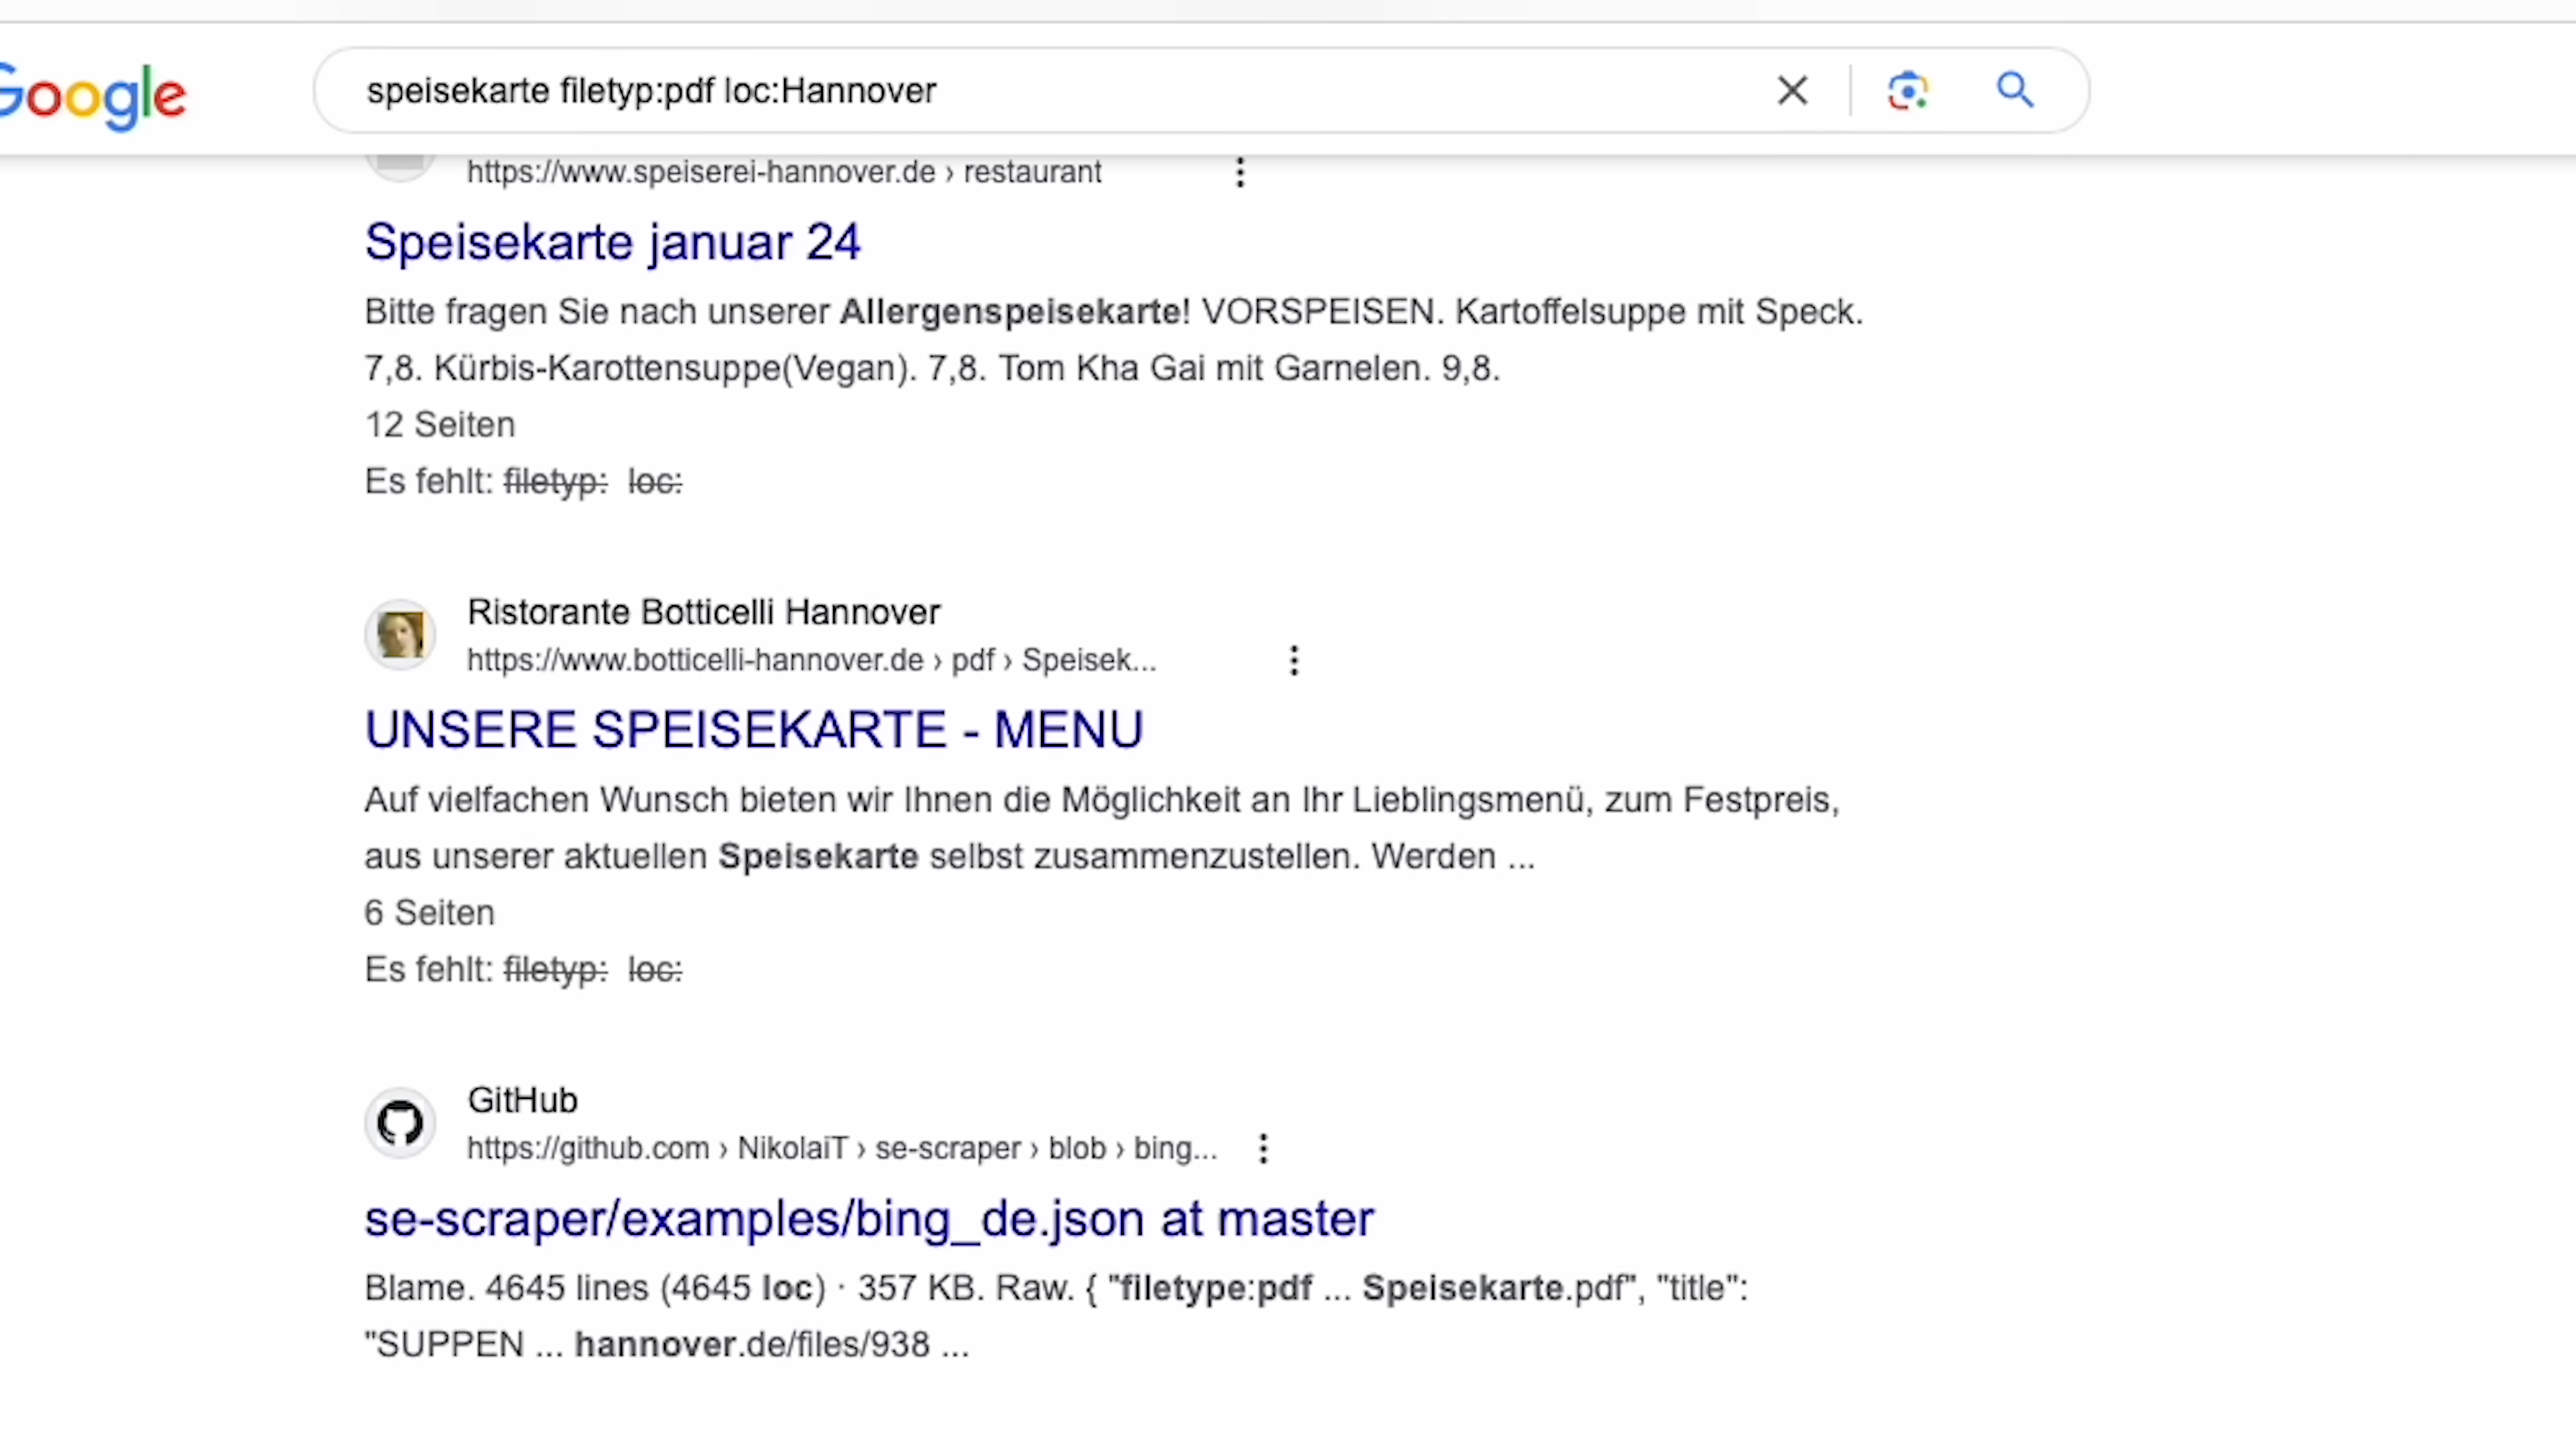 Google
speisekarte filetyp:pdf loc:Hannover
https://www.speiserei-hannover.de › restaurant
Speisekarte januar 24
Bitte fragen Sie nach unserer Allergenspeisekarte! VORSPEISEN. Kartoffelsuppe mit Speck.
7,8. Kürbis-Karottensuppe(Vegan). 7,8. Tom Kha Gai mit Garnelen. 9,8.
12 Seiten
Es fehlt: filetyp: loc:
Ristorante Botticelli Hannover
https://www.botticelli-hannover.de › pdf › Speisek...
UNSERE SPEISEKARTE - MENU
Auf vielfachen Wunsch bieten wir Ihnen die Möglichkeit an Ihr Lieblingsmenü, zum Festpreis,
aus unserer aktuellen Speisekarte selbst zusammenzustellen. Werden ...
6 Seiten
Es fehlt: filetyp: loc:
GitHub
https://github.com › NikolaiT › se-scraper › blob › bing...
se-scraper/examples/bing_de.json at master
Blame. 4645 lines (4645 loc) · 357 KB. Raw. { "filetype:pdf ... Speisekarte.pdf", "title":
"SUPPEN ... hannover.de/files/938 ...